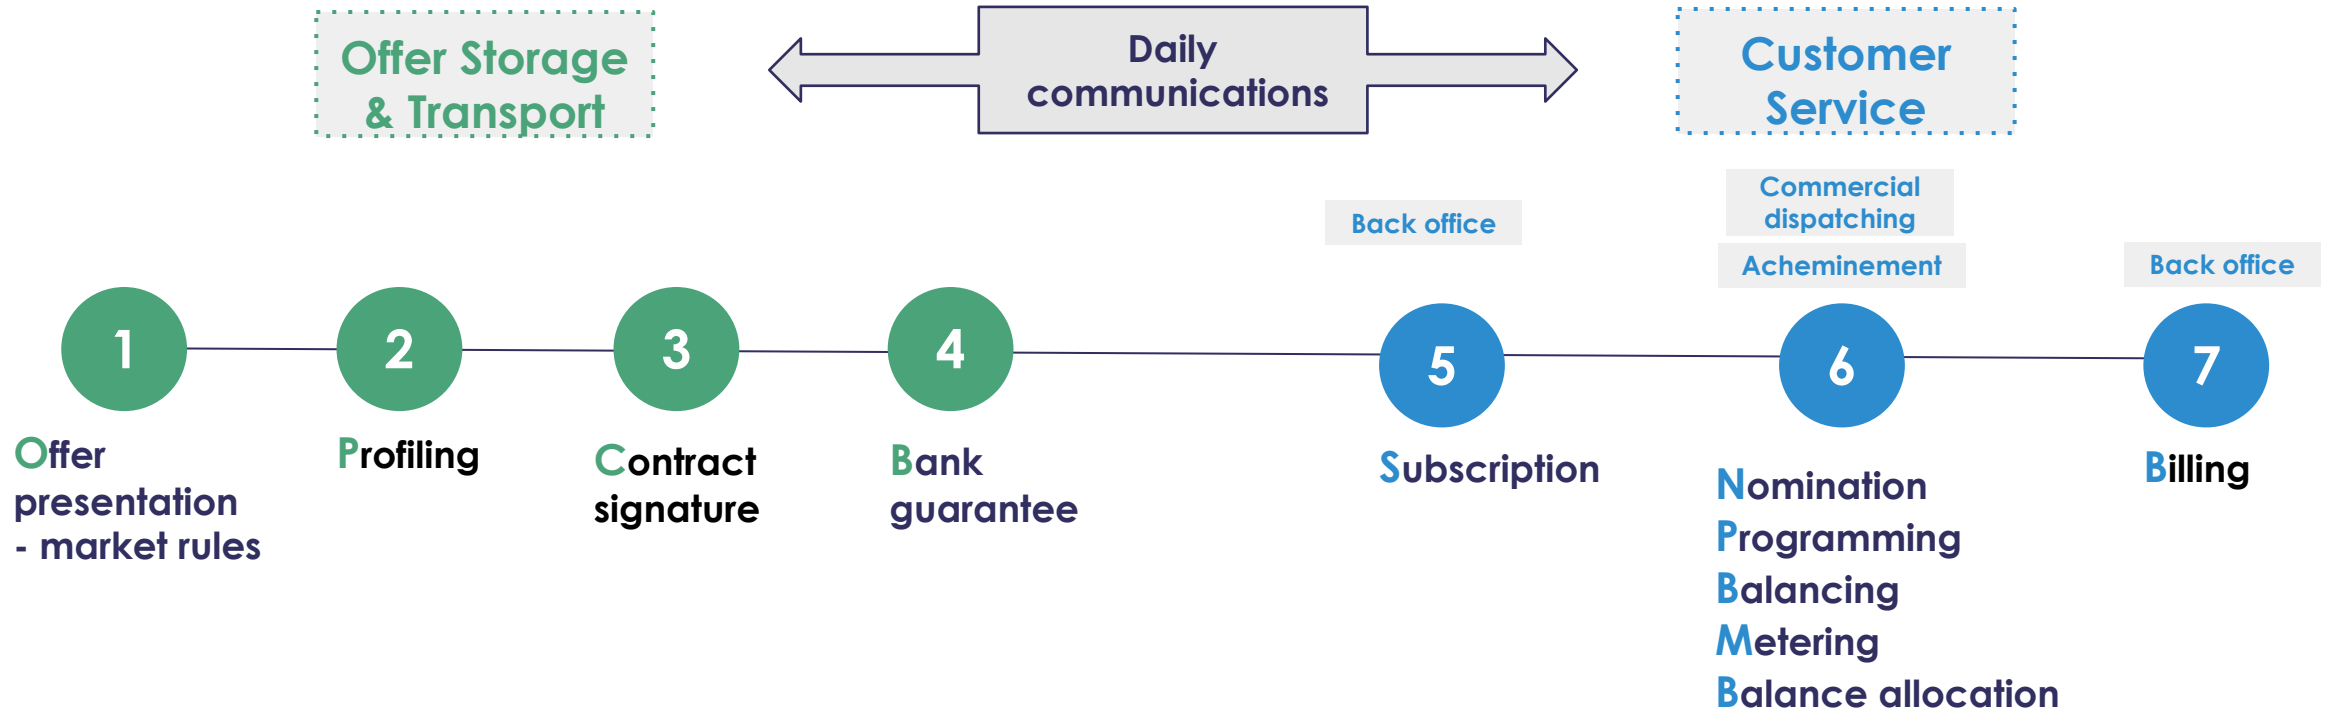 Offer Storage
& Transport
Daily
communications
Customer
Service
Back office
Commercial
dispatching
Acheminement
Back office
1
2
3
4
5
6
7
Offer
presentation
- market rules
Profiling
Contract
signature
Bank
guarantee
Subscription
Nomination
Programming
Balancing
Metering
Balance allocation
Billing